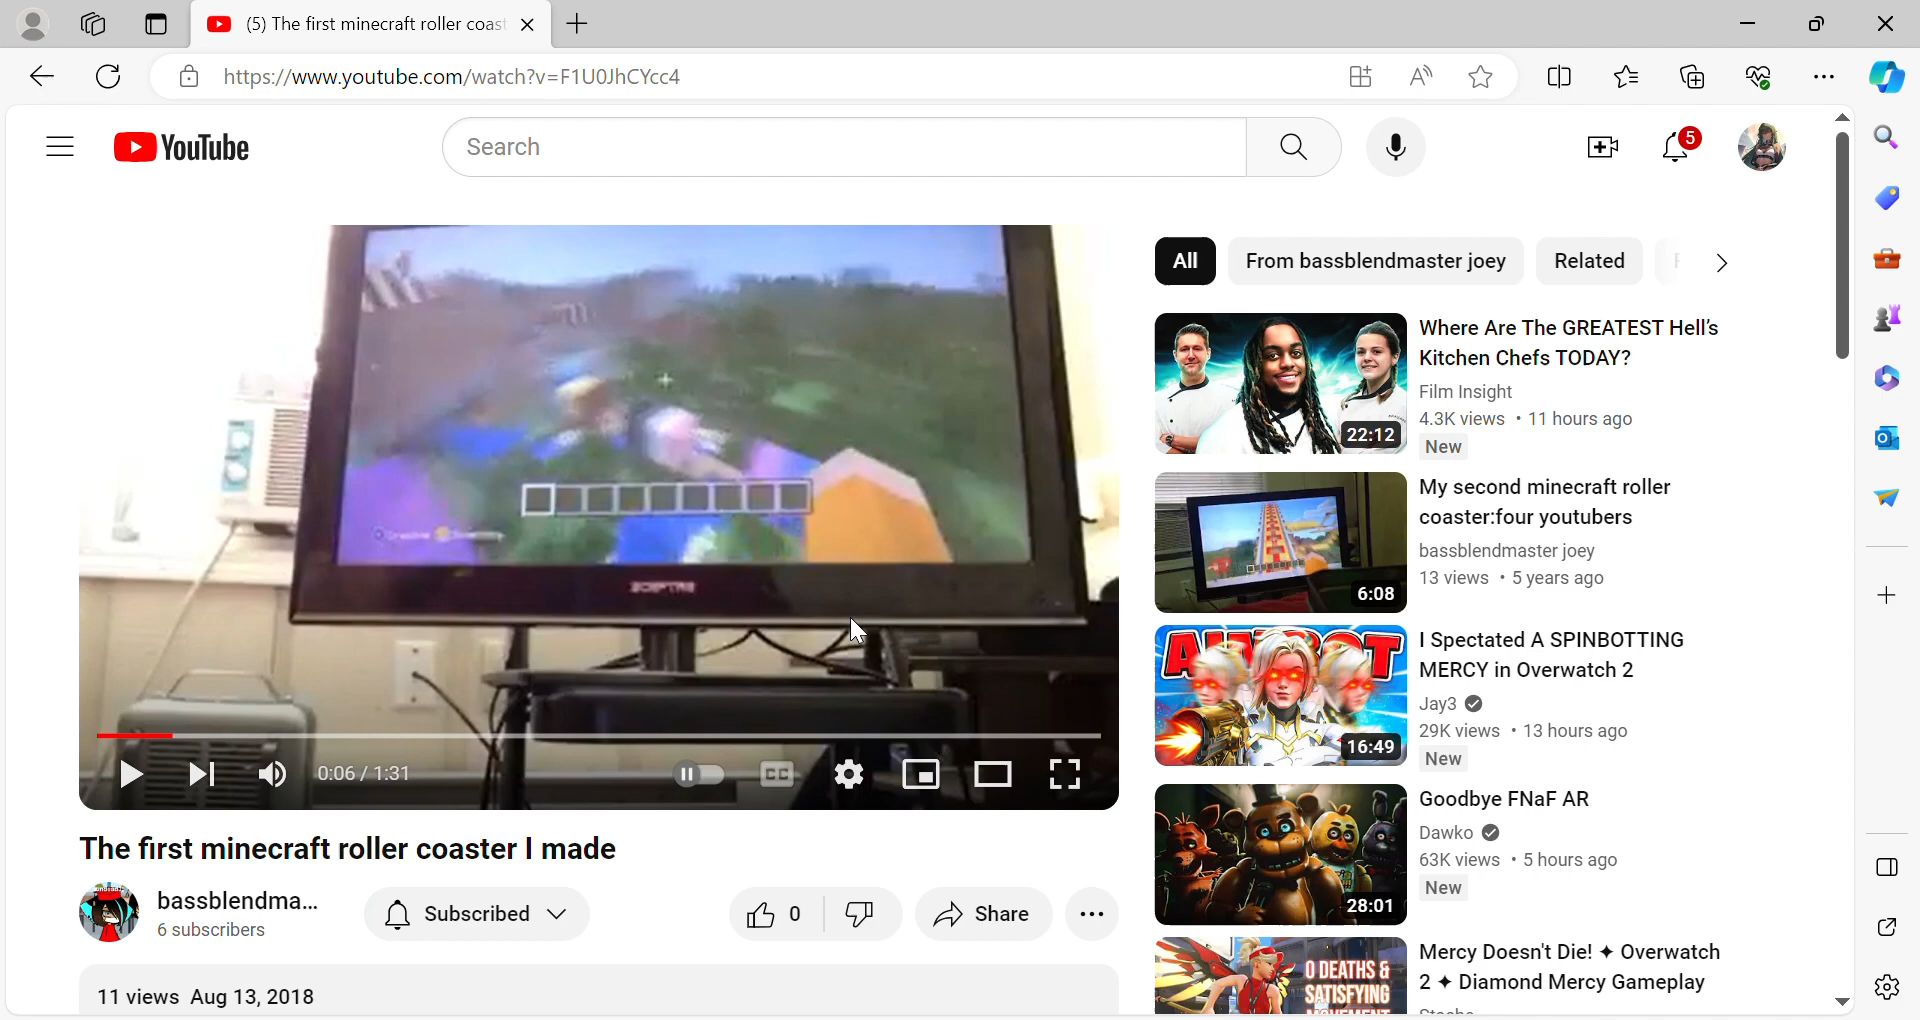 (5) The first minecraft roller coast
https://www.youtube.com/watch?v=F1U0JhCYcc4
YouTube
Search
5
All
From bassblendmaster joey
Related
SCEPTRE
CC
0:06 / 1:31
The first minecraft roller coaster I made
bassblendma...
6 subscribers
Subscribed
0
Share
11 views Aug 13, 2018
22:12
Where Are The GREATEST Hell's
Kitchen Chefs TODAY?
Film Insight
4.3K views • 11 hours ago
New
6:08
My second minecraft roller
coaster:four youtubers
bassblendmaster joey
13 views • 5 years ago
16:49
I Spectated A SPINBOTTING
MERCY in Overwatch 2
Jay3
29K views • 13 hours ago
New
28:01
Goodbye FNaF AR
Dawko
63K views • 5 hours ago
New
0 DEATHS &
SATISFYING
Mercy Doesn't Die! ✦ Overwatch
2 ✦ Diamond Mercy Gameplay